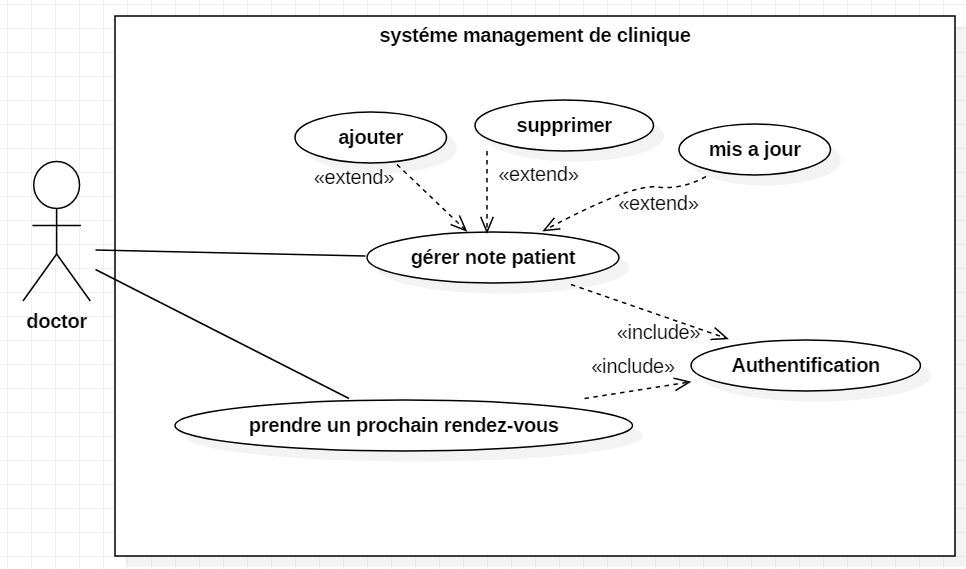 systéme management de clinique
ajouter
supprimer
mis a jour
«extend»
«extend»
«extend»
gérer note patient
doctor
«include»
«include»
Authentification
prendre un prochain rendez-vous